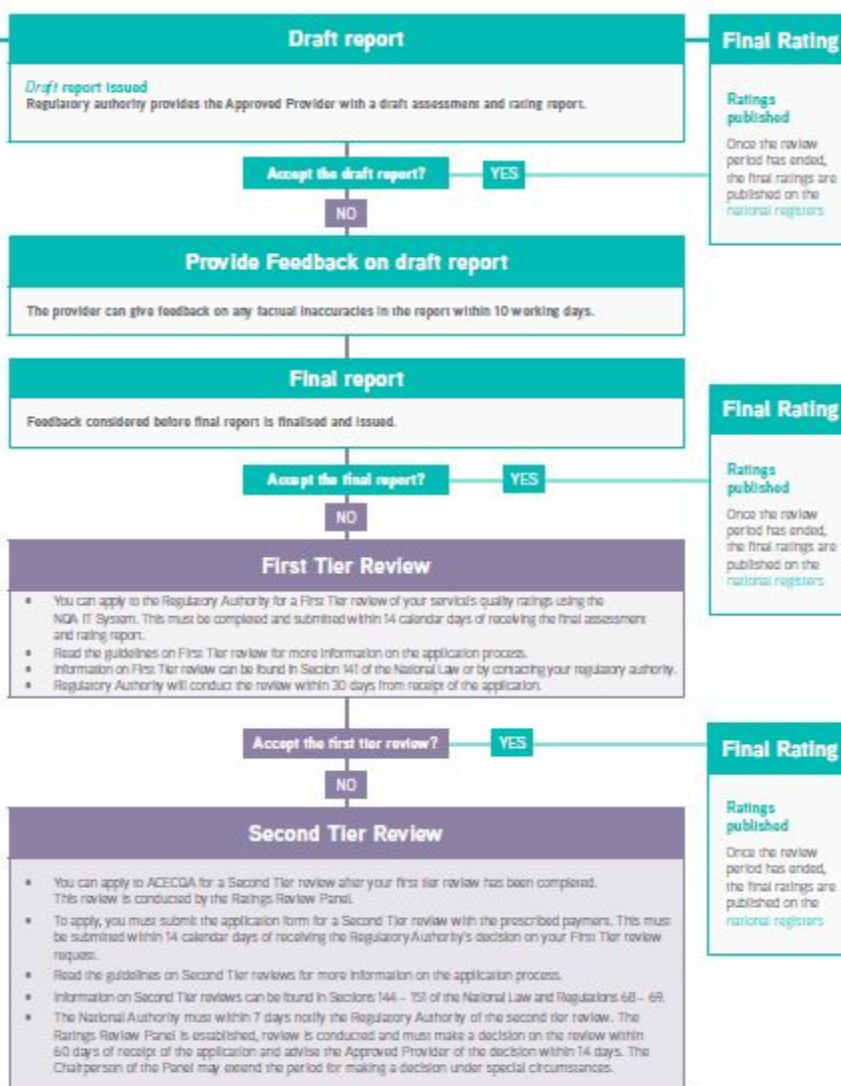 Draft report
Draft report issued
Regulatory authority provides the Approved Provider with a draft assessment and rating report.
Final Rating
Ratings
published
Once the review
period has ended,
the final ratings are
published on the
national registers
Accept the draft report?
YES
NO
Provide Feedback on draft report
The provider can give feedback on any factual inaccuracies in the report within 10 working days.
Final report
Feedback considered before final report is finalised and issued.
Final Rating
Ratings
published
Once the review
period has ended,
the final ratings are
published on the
national registers
Accept the final report?
YES
NO
First Tier Review
• You can apply to the Regulatory Authority for a First Tier review of your service's quality ratings using the
NQA IT System. This must be completed and submitted within 14 calendar days of receiving the final assessment
and rating report.
• Read the guidelines on First Tier review for more information on the application process.
• Information on First Tier review can be found in Section 141 of the National Law or by contacting your regulatory authority.
• Regulatory Authority will conduct the review within 30 days from receipt of the application.
Accept the first tier review?
YES
NO
Final Rating
Ratings
published
Once the review
period has ended,
the final ratings are
published on the
national registers
Second Tier Review
• You can apply to ACECQA for a Second Tier review after your first tier review has been completed.
This review is conducted by the Ratings Review Panel.
• To apply, you must submit the application form for a Second Tier review with the prescribed payment. This must
be submitted within 14 calendar days of receiving the Regulatory Authority's decision on your First Tier review
request.
• Read the guidelines on Second Tier reviews for more information on the application process.
• Information on Second Tier reviews can be found in Sections 144 – 151 of the National Law and Regulations 68 – 69.
• The National Authority must within 7 days notify the Regulatory Authority of the second tier review. The
Ratings Review Panel is established, review is conducted and must make a decision on the review within
60 days of receipt of the application and advise the Approved Provider of the decision within 14 days. The
Chairperson of the Panel may extend the period for making a decision under special circumstances.